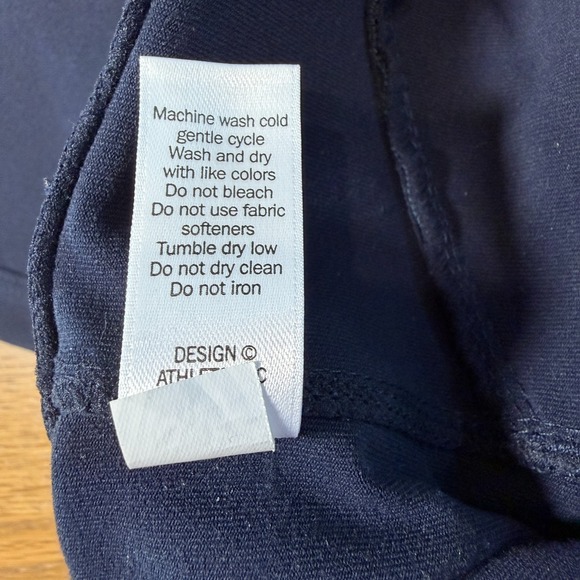 Machine wash cold
gentle cycle
Wash and dry
with like colors
Do not bleach
Do not use fabric
softeners
Tumble dry low
Do not dry clean
Do not iron
DESIGN ©